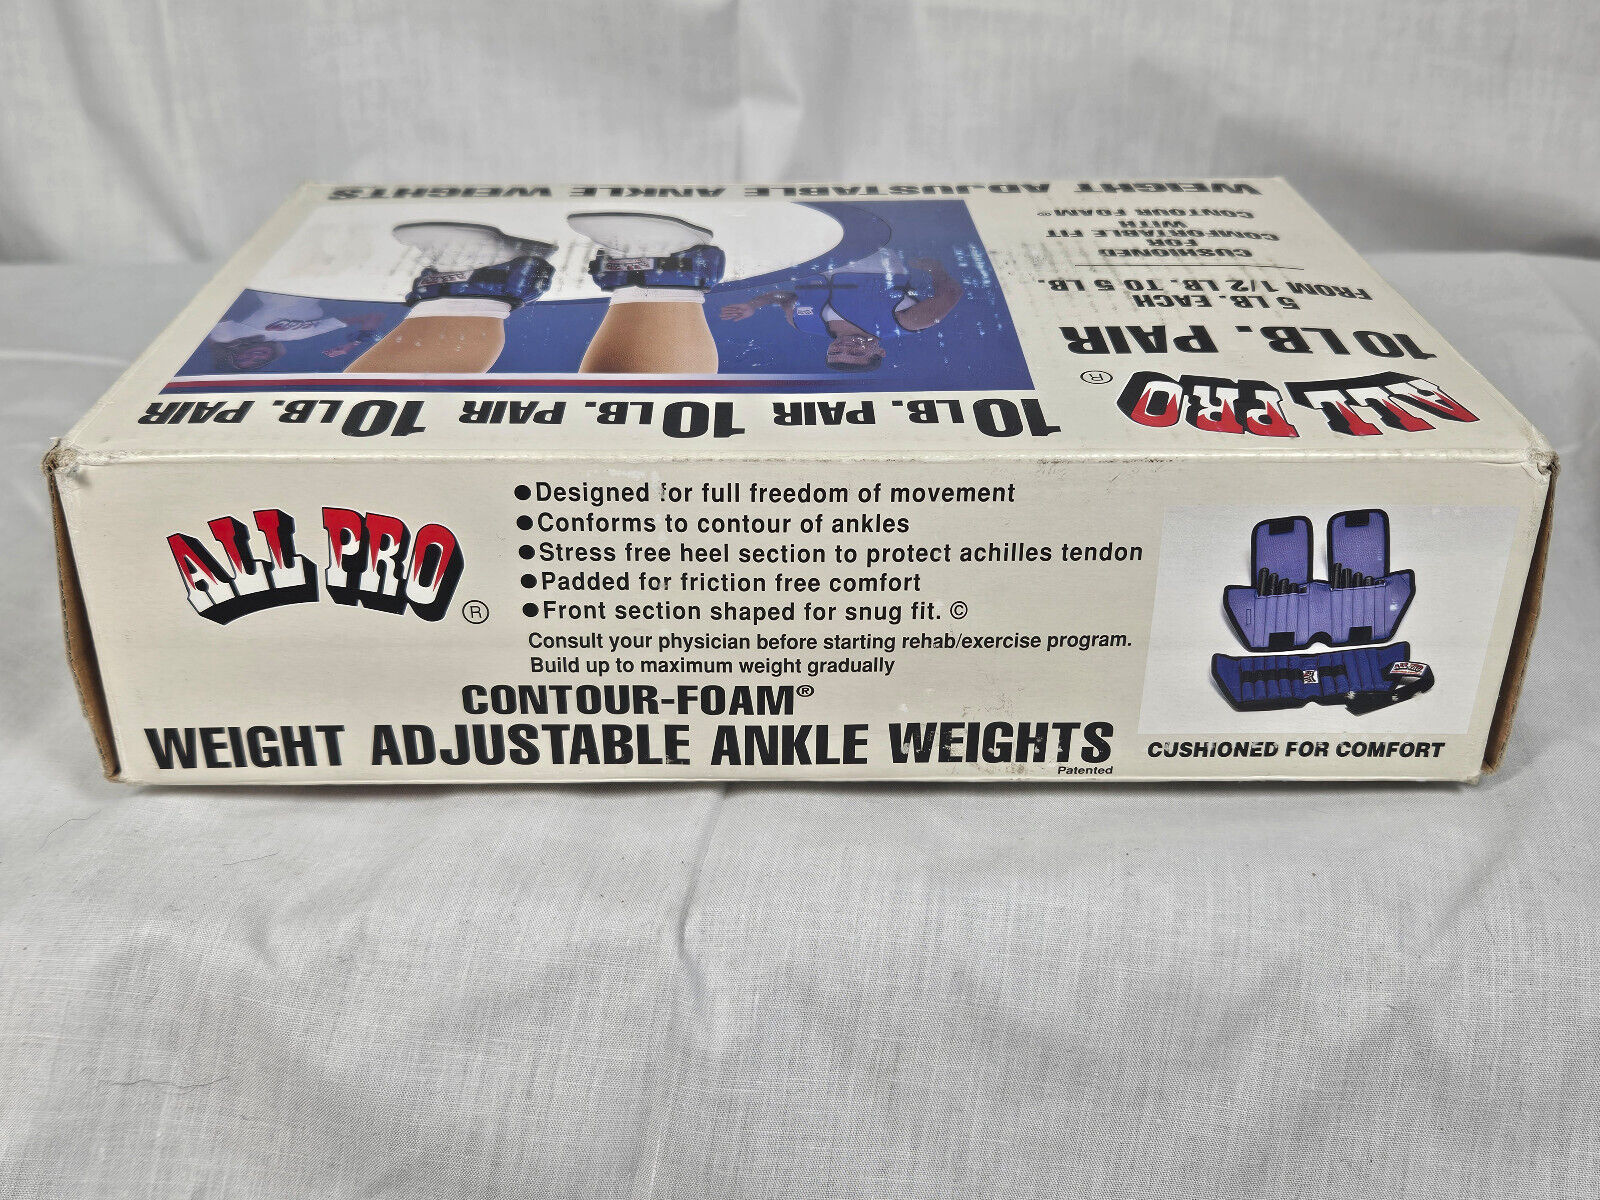 WEIGHT ADJUSTABLE ANKLE WEIGHTS
CUSHIONED
FOR
COMFORTABLE FIT
WITH
CONTOUR FOAM®
5 LB. EACH
FROM 1/2 LB. TO 5 LB.
10 LB. PAIR
ALL PRO®
10 LB. PAIR 10 LB. PAIR 10 LB. PAIR
ALL PRO®
●Designed for full freedom of movement
●Conforms to contour of ankles
●Stress free heel section to protect achilles tendon
●Padded for friction free comfort
●Front section shaped for snug fit. ©
Consult your physician before starting rehab/exercise program.
Build up to maximum weight gradually
CONTOUR-FOAM®
WEIGHT ADJUSTABLE ANKLE WEIGHTS
Patented
CUSHIONED FOR COMFORT